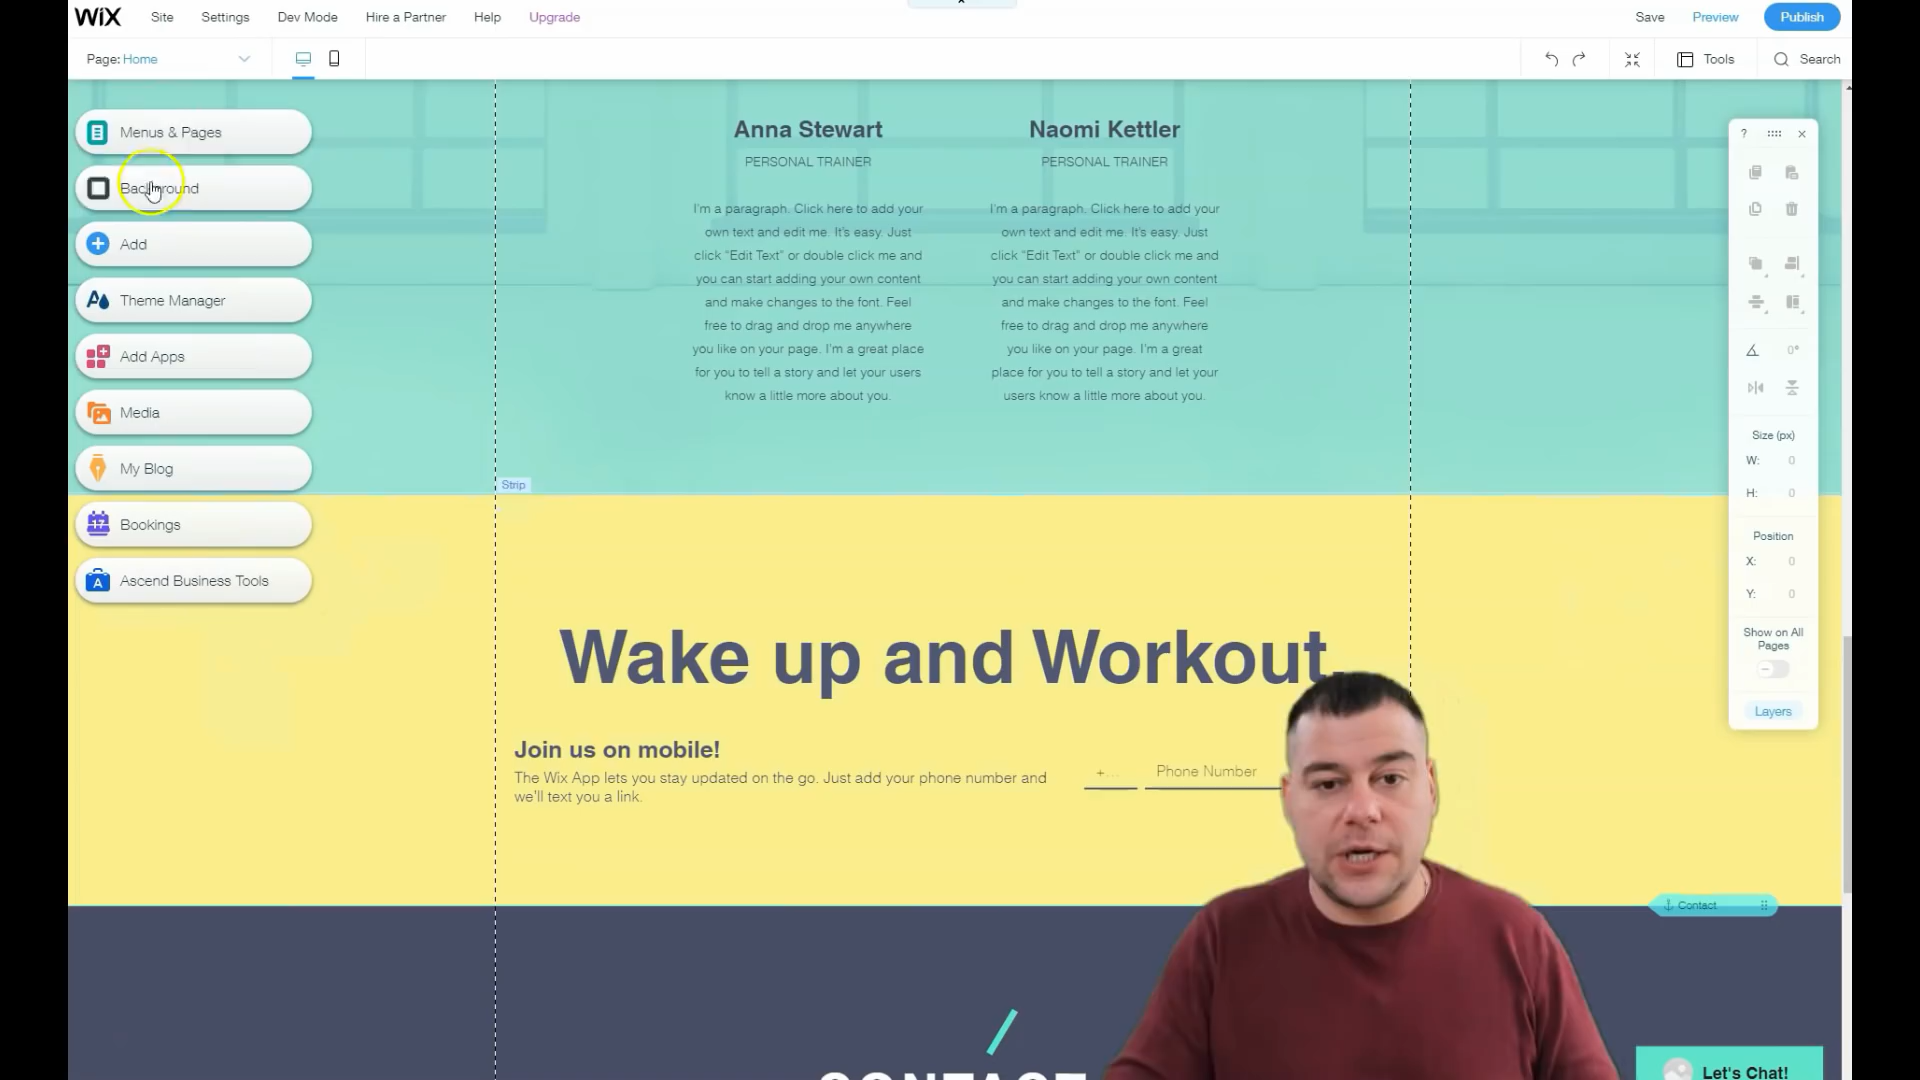 WiX Site Settings Dev Mode Hire a Partner Help Upgrade Save Preview Publish
Page: Home Tools Search
Menus & Pages
Background
Add
Theme Manager
Add Apps
Media
My Blog
17 Bookings
A Ascend Business Tools
Anna Stewart
PERSONAL TRAINER
I'm a paragraph. Click here to add your
own text and edit me. It's easy. Just
click “Edit Text” or double click me and
you can start adding your own content
and make changes to the font. Feel
free to drag and drop me anywhere
you like on your page. I'm a great place
for you to tell a story and let your users
know a little more about you.
Naomi Kettler
PERSONAL TRAINER
I'm a paragraph. Click here to add your
own text and edit me. It's easy. Just
click “Edit Text” or double click me and
you can start adding your own content
and make changes to the font. Feel
free to drag and drop me anywhere
you like on your page. I'm a great
place for you to tell a story and let your
users know a little more about you.
Strip
Wake up and Workout.
Join us on mobile!
The Wix App lets you stay updated on the go. Just add your phone number and
we'll text you a link.
+... Phone Number
Contact
CONTACT
Let's Chat!
?
0°
Size (px)
W: 0
H: 0
Position
X: 0
Y: 0
Show on All
Pages
Layers